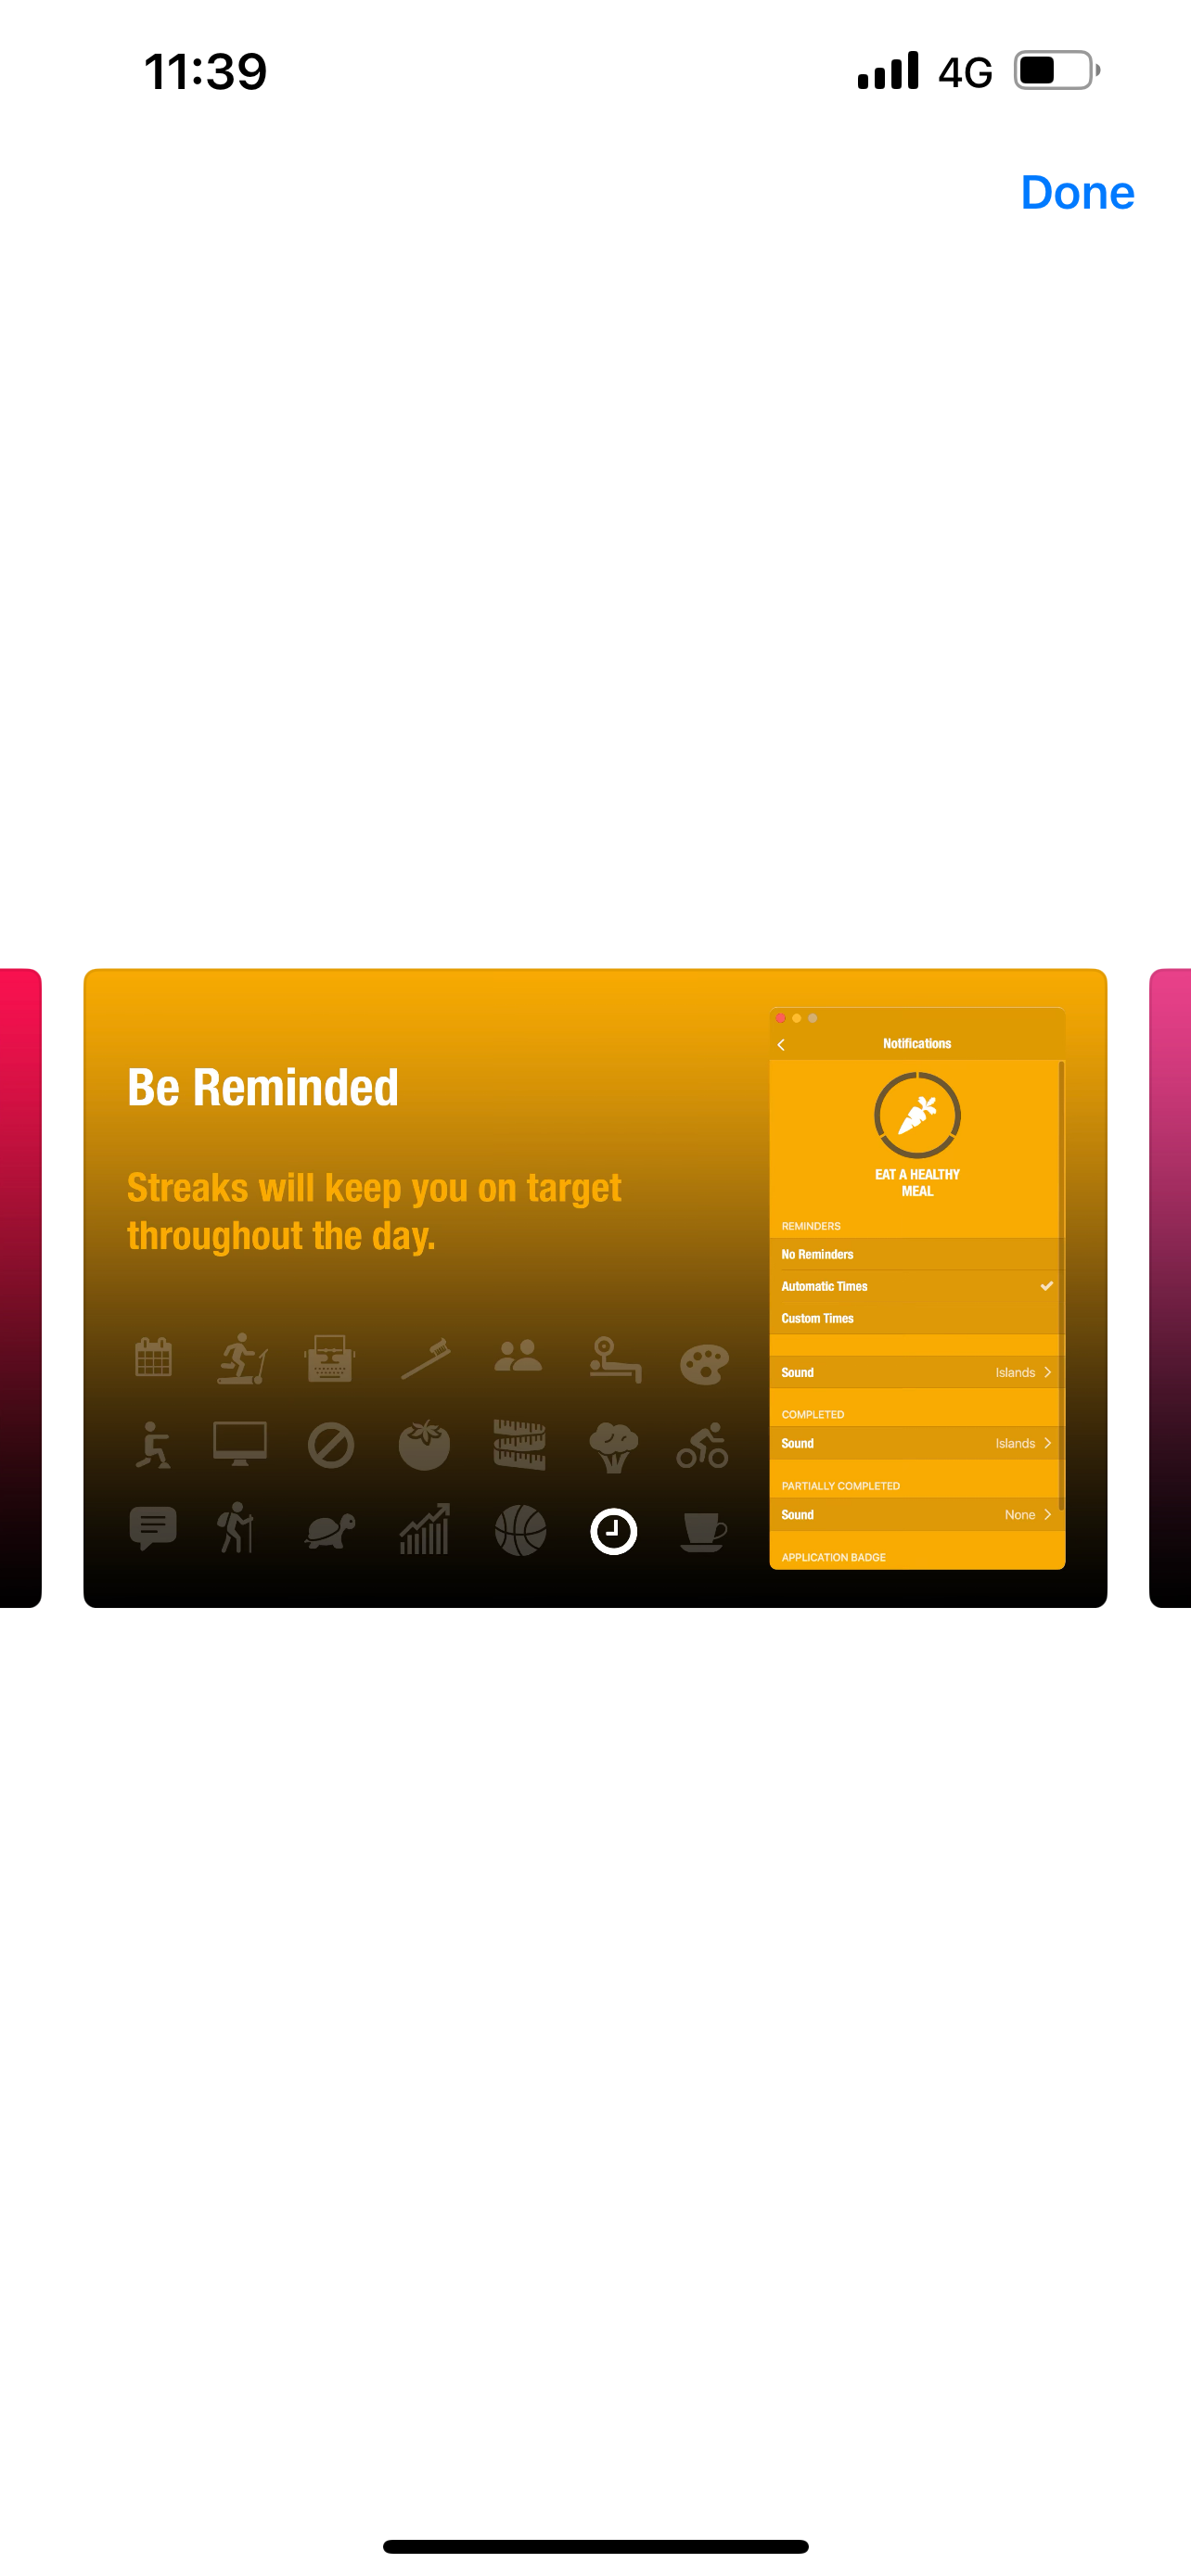 11:39
4G
Done
Be Reminded
Streaks will keep you on target
throughout the day.
Notifications
EAT A HEALTHY
MEAL
REMINDERS
No Reminders
Automatic Times
Custom Times
Sound Islands
COMPLETED
Sound Islands
PARTIALLY COMPLETED
Sound None
APPLICATION BADGE